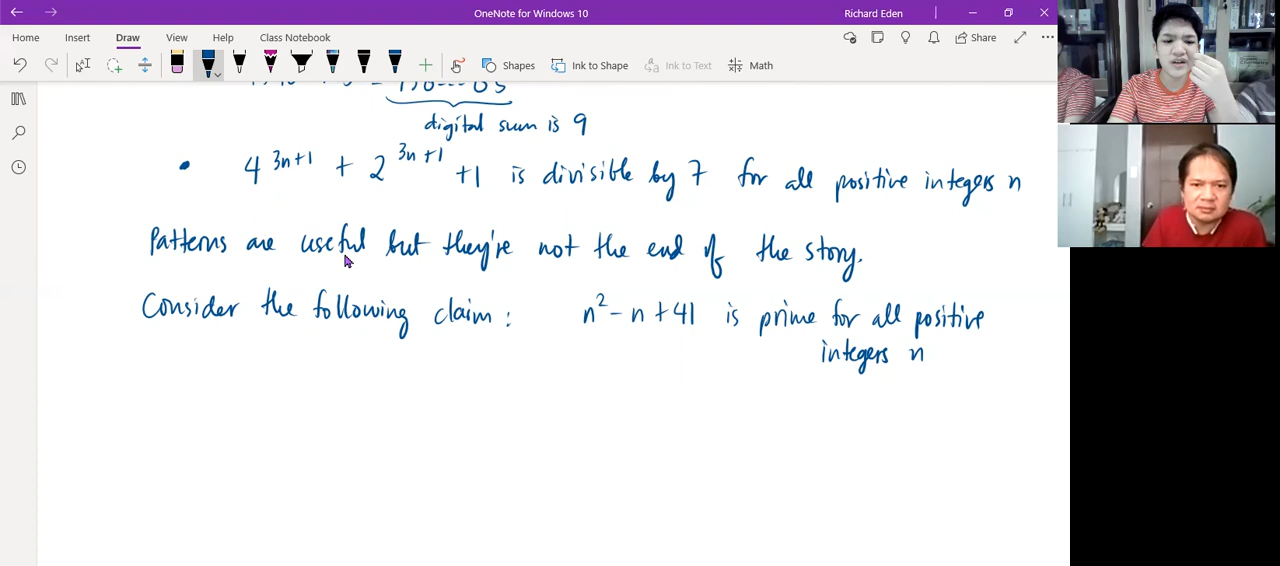 OneNote for Windows 10
Richard Eden
Home Insert Draw View Help Class Notebook
Share
Shapes Ink to Shape Ink to Text Math
digital sum is 9
• 4^{3n+1} + 2^{3n+1} +1 is divisible by 7 for all positive integers n
Patterns are useful but they're not the end of the story.
Consider the following claim: n² - n + 41 is prime for all positive
integers n